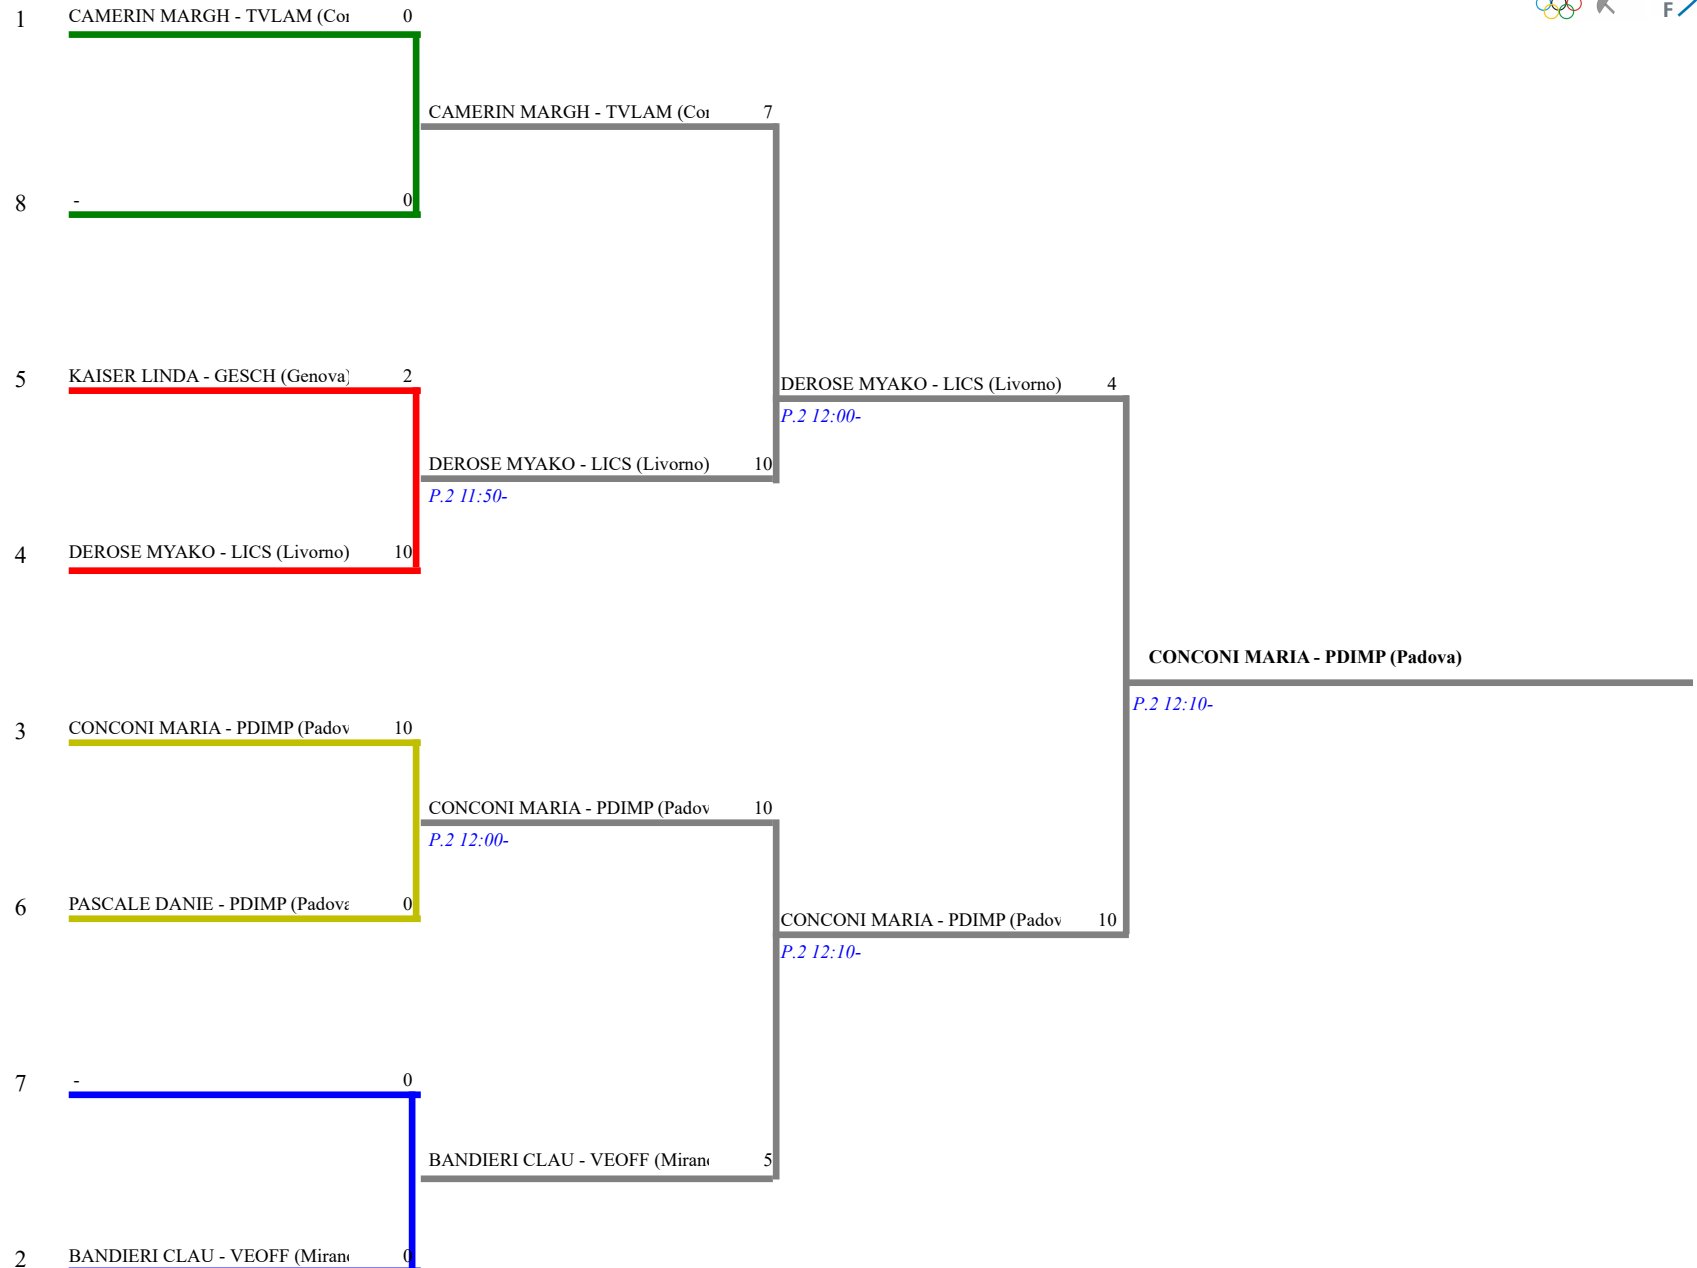 1 CAMERIN MARGH - TVLAM (Co 0
F
CAMERIN MARGH - TVLAM (Co 7
8 - 0
5 KAISER LINDA - GESCH (Genova) 2
DEROSE MYAKO - LICS (Livorno) 4
P.2 12:00-
DEROSE MYAKO - LICS (Livorno) 10
P.2 11:50-
4 DEROSE MYAKO - LICS (Livorno) 10
CONCONI MARIA - PDIMP (Padova)
P.2 12:10-
3 CONCONI MARIA - PDIMP (Padov 10
CONCONI MARIA - PDIMP (Padov 10
P.2 12:00-
6 PASCALE DANIE - PDIMP (Padova 0
CONCONI MARIA - PDIMP (Padov 10
P.2 12:10-
7 - 0
BANDIERI CLAU - VEOFF (Miran 5
2 BANDIERI CLAU - VEOFF (Miran 0